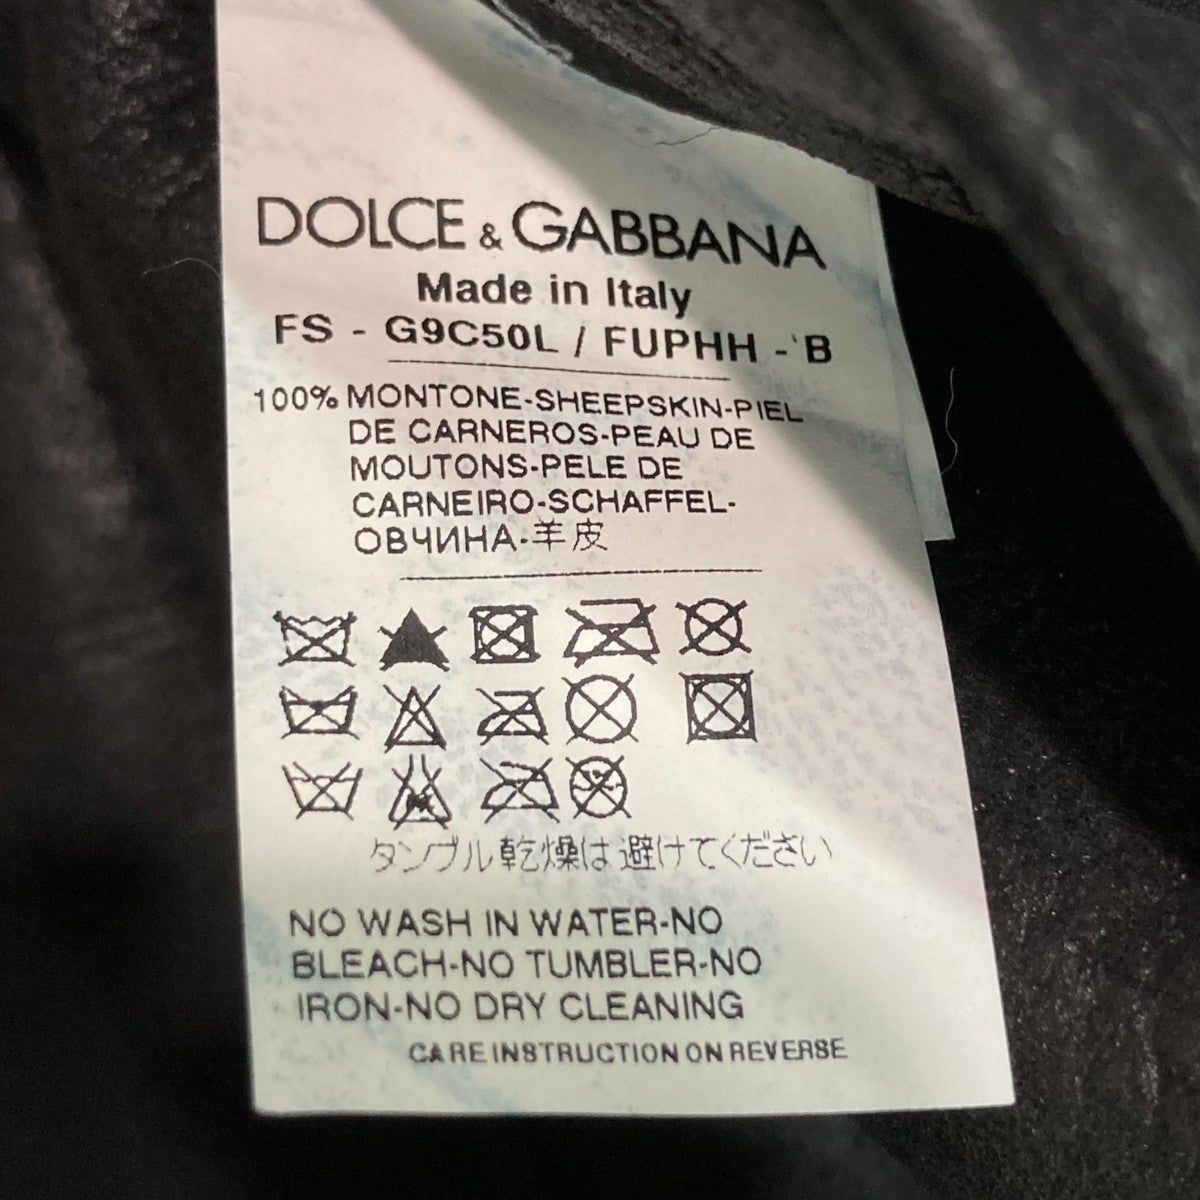 DOLCE & GABBANA
Made in Italy
FS - G9C50L / FUPHH - 'B
100% MONTONE-SHEEPSKIN-PIEL
DE CARNEROS-PEAU DE
MOUTONS-PELE DE
CARNEIRO-SCHAFFEL-
ОВЧИНА-羊皮
タンブル乾燥は避けてください
NO WASH IN WATER-NO
BLEACH-NO TUMBLER-NO
IRON-NO DRY CLEANING
CARE INSTRUCTION ON REVERSE